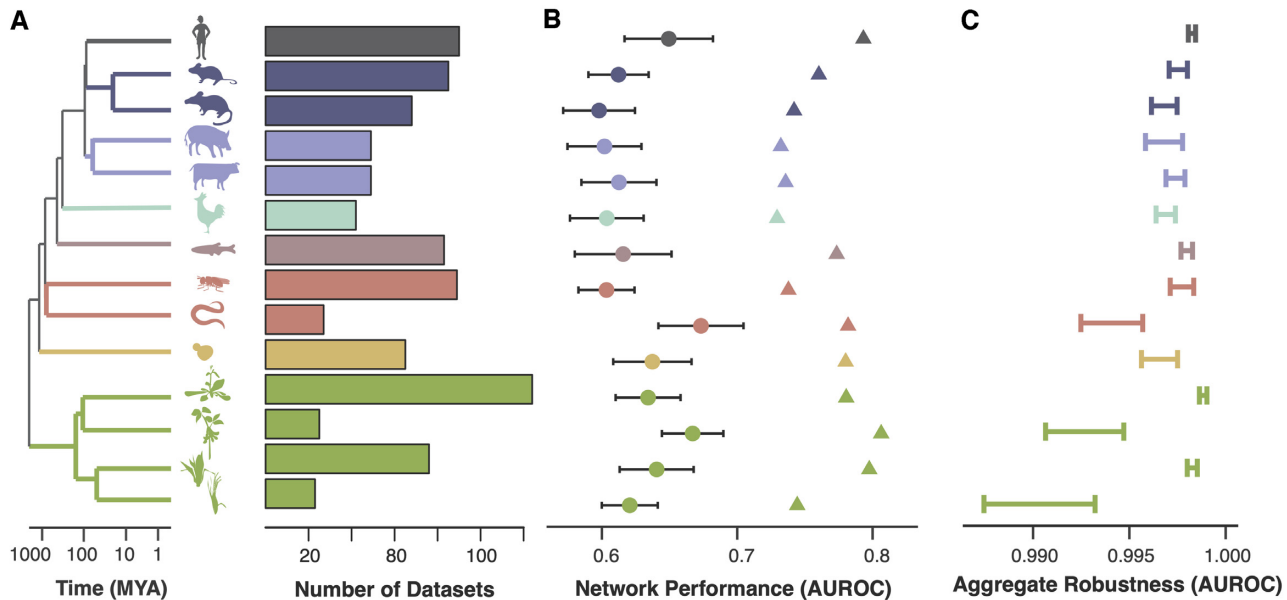 A
B
C
1000 100 10 1
20 80 100
0.6 0.7 0.8
0.990 0.995 1.000
Time (MYA)
Number of Datasets
Network Performance (AUROC)
Aggregate Robustness (AUROC)